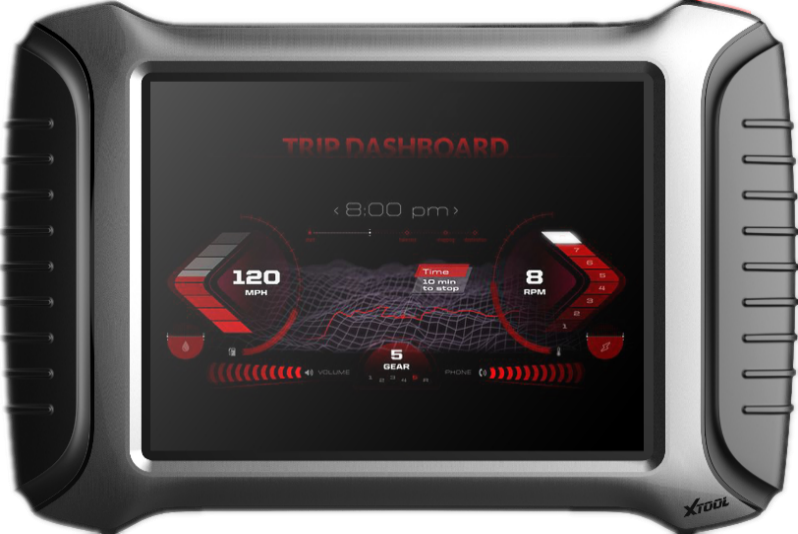 TRIP DASHBOARD
‹ 8:00 pm ›
120
MPH
Time
10 min
to stop
8
RPM
7
6
5
4
3
2
1
5
GEAR
VOLUME
PHONE
XTOOL